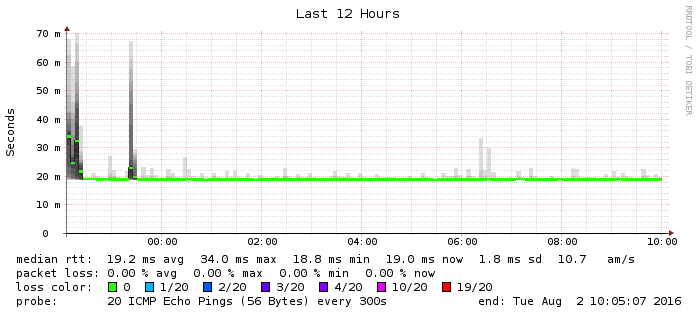 Last 12 Hours
RRDTOOL / TOBI OETIKER
Seconds
70 m
60 m
50 m
40 m
30 m
20 m
10 m
0
00:00 02:00 04:00 06:00 08:00 10:00
median rtt: 19.2 ms avg 34.0 ms max 18.8 ms min 19.0 ms now 1.8 ms sd 10.7 am/s
packet loss: 0.00 % avg 0.00 % max 0.00 % min 0.00 % now
loss color: 0 1/20 2/20 3/20 4/20 10/20 19/20
probe: 20 ICMP Echo Pings (56 Bytes) every 300s end: Tue Aug 2 10:05:07 2016